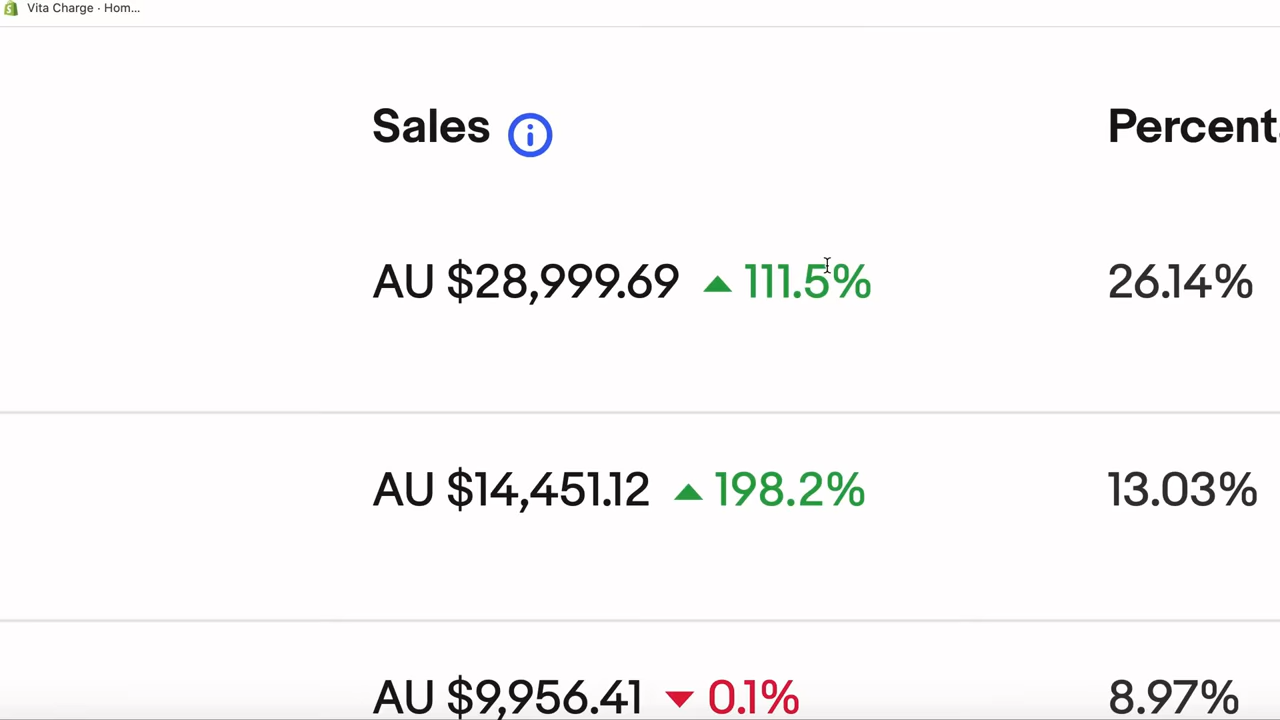 Vita Charge · Hom...
Sales Percent
AU $28,999.69 ▲ 111.5% 26.14%
AU $14,451.12 ▲ 198.2% 13.03%
AU $9,956.41 ▼ 0.1% 8.97%